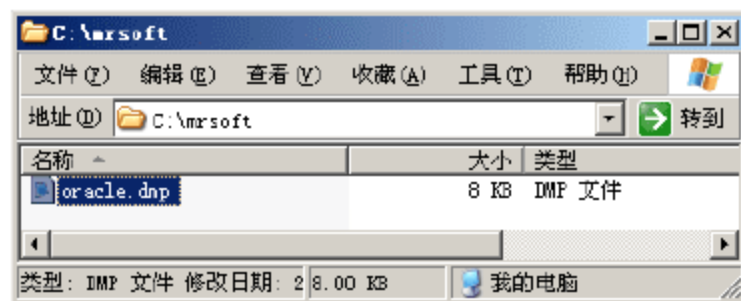 C:\mrsoft
文件(F) 编辑(E) 查看(V) 收藏(A) 工具(T) 帮助(H)
地址(D) C:\mrsoft 转到
名称 大小 类型
oracle.dmp 8 KB DMP 文件
类型: DMP 文件 修改日期: 2 8.00 KB 我的电脑